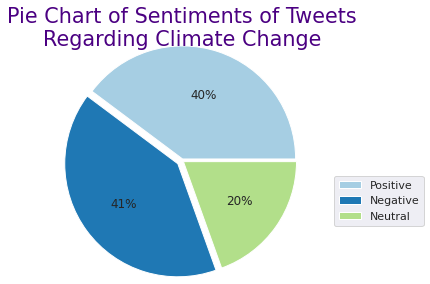 Pie Chart of Sentiments of Tweets
Regarding Climate Change
40%
41%
20%
Positive
Negative
Neutral